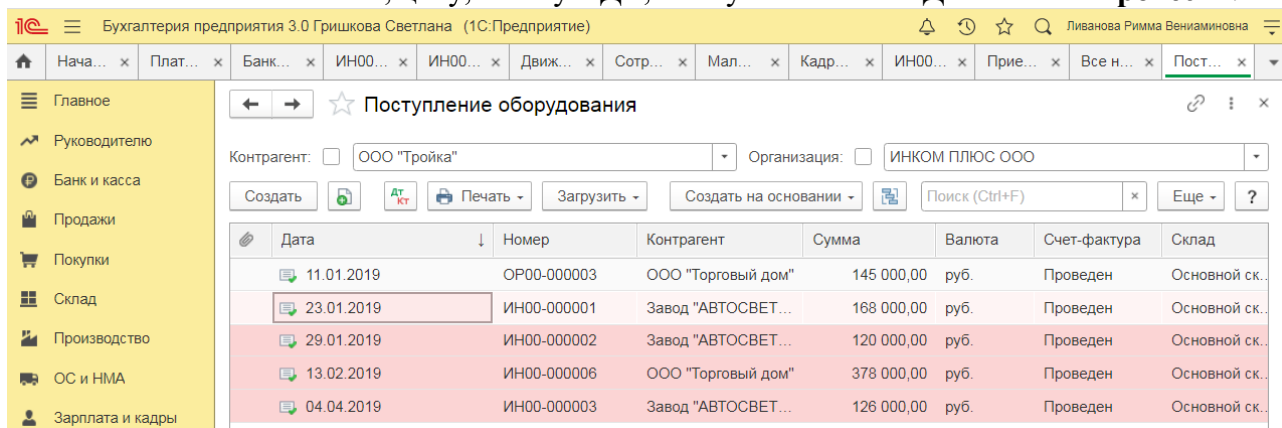 Бухгалтерия предприятия 3.0 Гришкова Светлана (1С:Предприятие) Ливанова Римма Вениаминовна
Нача... Плат... Банк... ИН00... ИН00... Движ... Сотр... Мал... Кадр... ИН00... Прие... Все н... Пост...
Главное
Поступление оборудования
Руководителю
Контрагент: ООО "Тройка" Организация: ИНКОМ ПЛЮС ООО
Банк и касса
Создать Дт Кт Печать Загрузить Создать на основании Поиск (Ctrl+F) × Еще ?
Продажи
Дата ↓ Номер Контрагент Сумма Валюта Счет-фактура Склад
Покупки
11.01.2019 ОР00-000003 ООО "Торговый дом" 145 000,00 руб. Проведен Основной ск...
Склад
23.01.2019 ИН00-000001 Завод "АВТОСВЕТ... 168 000,00 руб. Проведен Основной ск...
Производство
29.01.2019 ИН00-000002 Завод "АВТОСВЕТ... 120 000,00 руб. Проведен Основной ск...
ОС и НМА
13.02.2019 ИН00-000006 ООО "Торговый дом" 378 000,00 руб. Проведен Основной ск...
Зарплата и кадры
04.04.2019 ИН00-000003 Завод "АВТОСВЕТ... 126 000,00 руб. Проведен Основной ск...